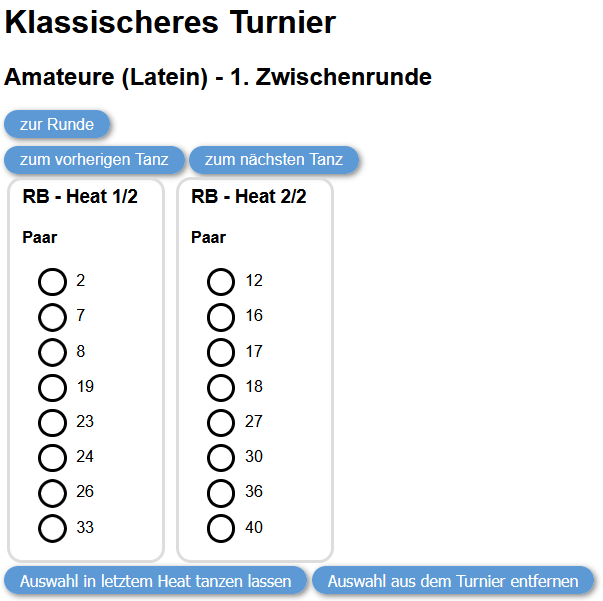 Klassischeres Turnier
Amateure (Latein) - 1. Zwischenrunde
zur Runde
zum vorherigen Tanz
zum nächsten Tanz
RB - Heat 1/2
Paar
2
7
8
19
23
24
26
33
RB - Heat 2/2
Paar
12
16
17
18
27
30
36
40
Auswahl in letztem Heat tanzen lassen
Auswahl aus dem Turnier entfernen